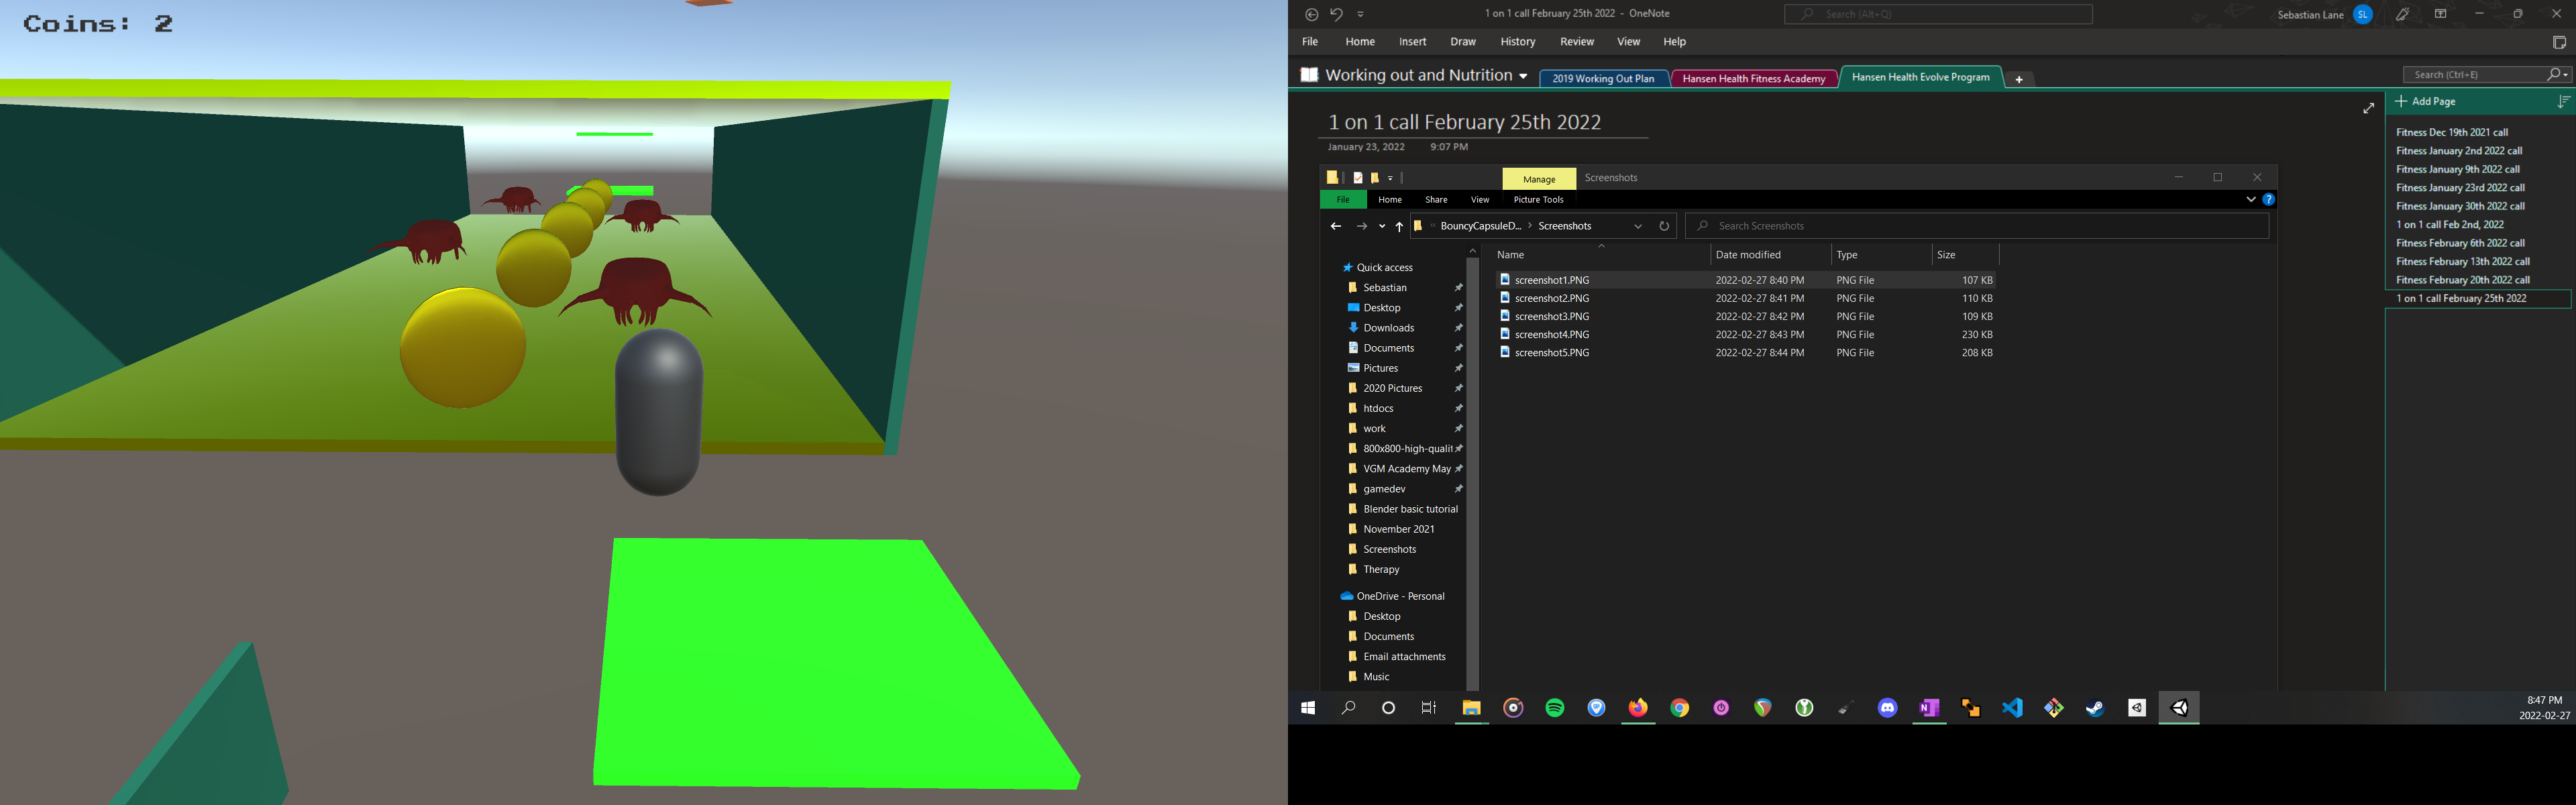 Coins: 2
1 on 1 call February 25th 2022 - OneNote
Search (Alt+Q)
Sebastian Lane
SL
File Home Insert Draw History Review View Help
Working out and Nutrition
2019 Working Out Plan
Hansen Health Fitness Academy
Hansen Health Evolve Program
+
Search (Ctrl+E)
Add Page
1 on 1 call February 25th 2022
January 23, 2022 9:07 PM
Fitness Dec 19th 2021 call
Fitness January 2nd 2022 call
Fitness January 9th 2022 call
Fitness January 23rd 2022 call
Fitness January 30th 2022 call
1 on 1 call Feb 2nd, 2022
Fitness February 6th 2022 call
Fitness February 13th 2022 call
Fitness February 20th 2022 call
1 on 1 call February 25th 2022
Manage
Screenshots
File Home Share View Picture Tools
BouncyCapsuleD... > Screenshots
Search Screenshots
Name Date modified Type Size
screenshot1.PNG 2022-02-27 8:40 PM PNG File 107 KB
screenshot2.PNG 2022-02-27 8:41 PM PNG File 110 KB
screenshot3.PNG 2022-02-27 8:42 PM PNG File 109 KB
screenshot4.PNG 2022-02-27 8:43 PM PNG File 230 KB
screenshot5.PNG 2022-02-27 8:44 PM PNG File 208 KB
Quick access
Sebastian
Desktop
Downloads
Documents
Pictures
2020 Pictures
htdocs
work
800x800-high-qualit
VGM Academy May
gamedev
Blender basic tutorial
November 2021
Screenshots
Therapy
OneDrive - Personal
Desktop
Documents
Email attachments
Music
8:47 PM
2022-02-27